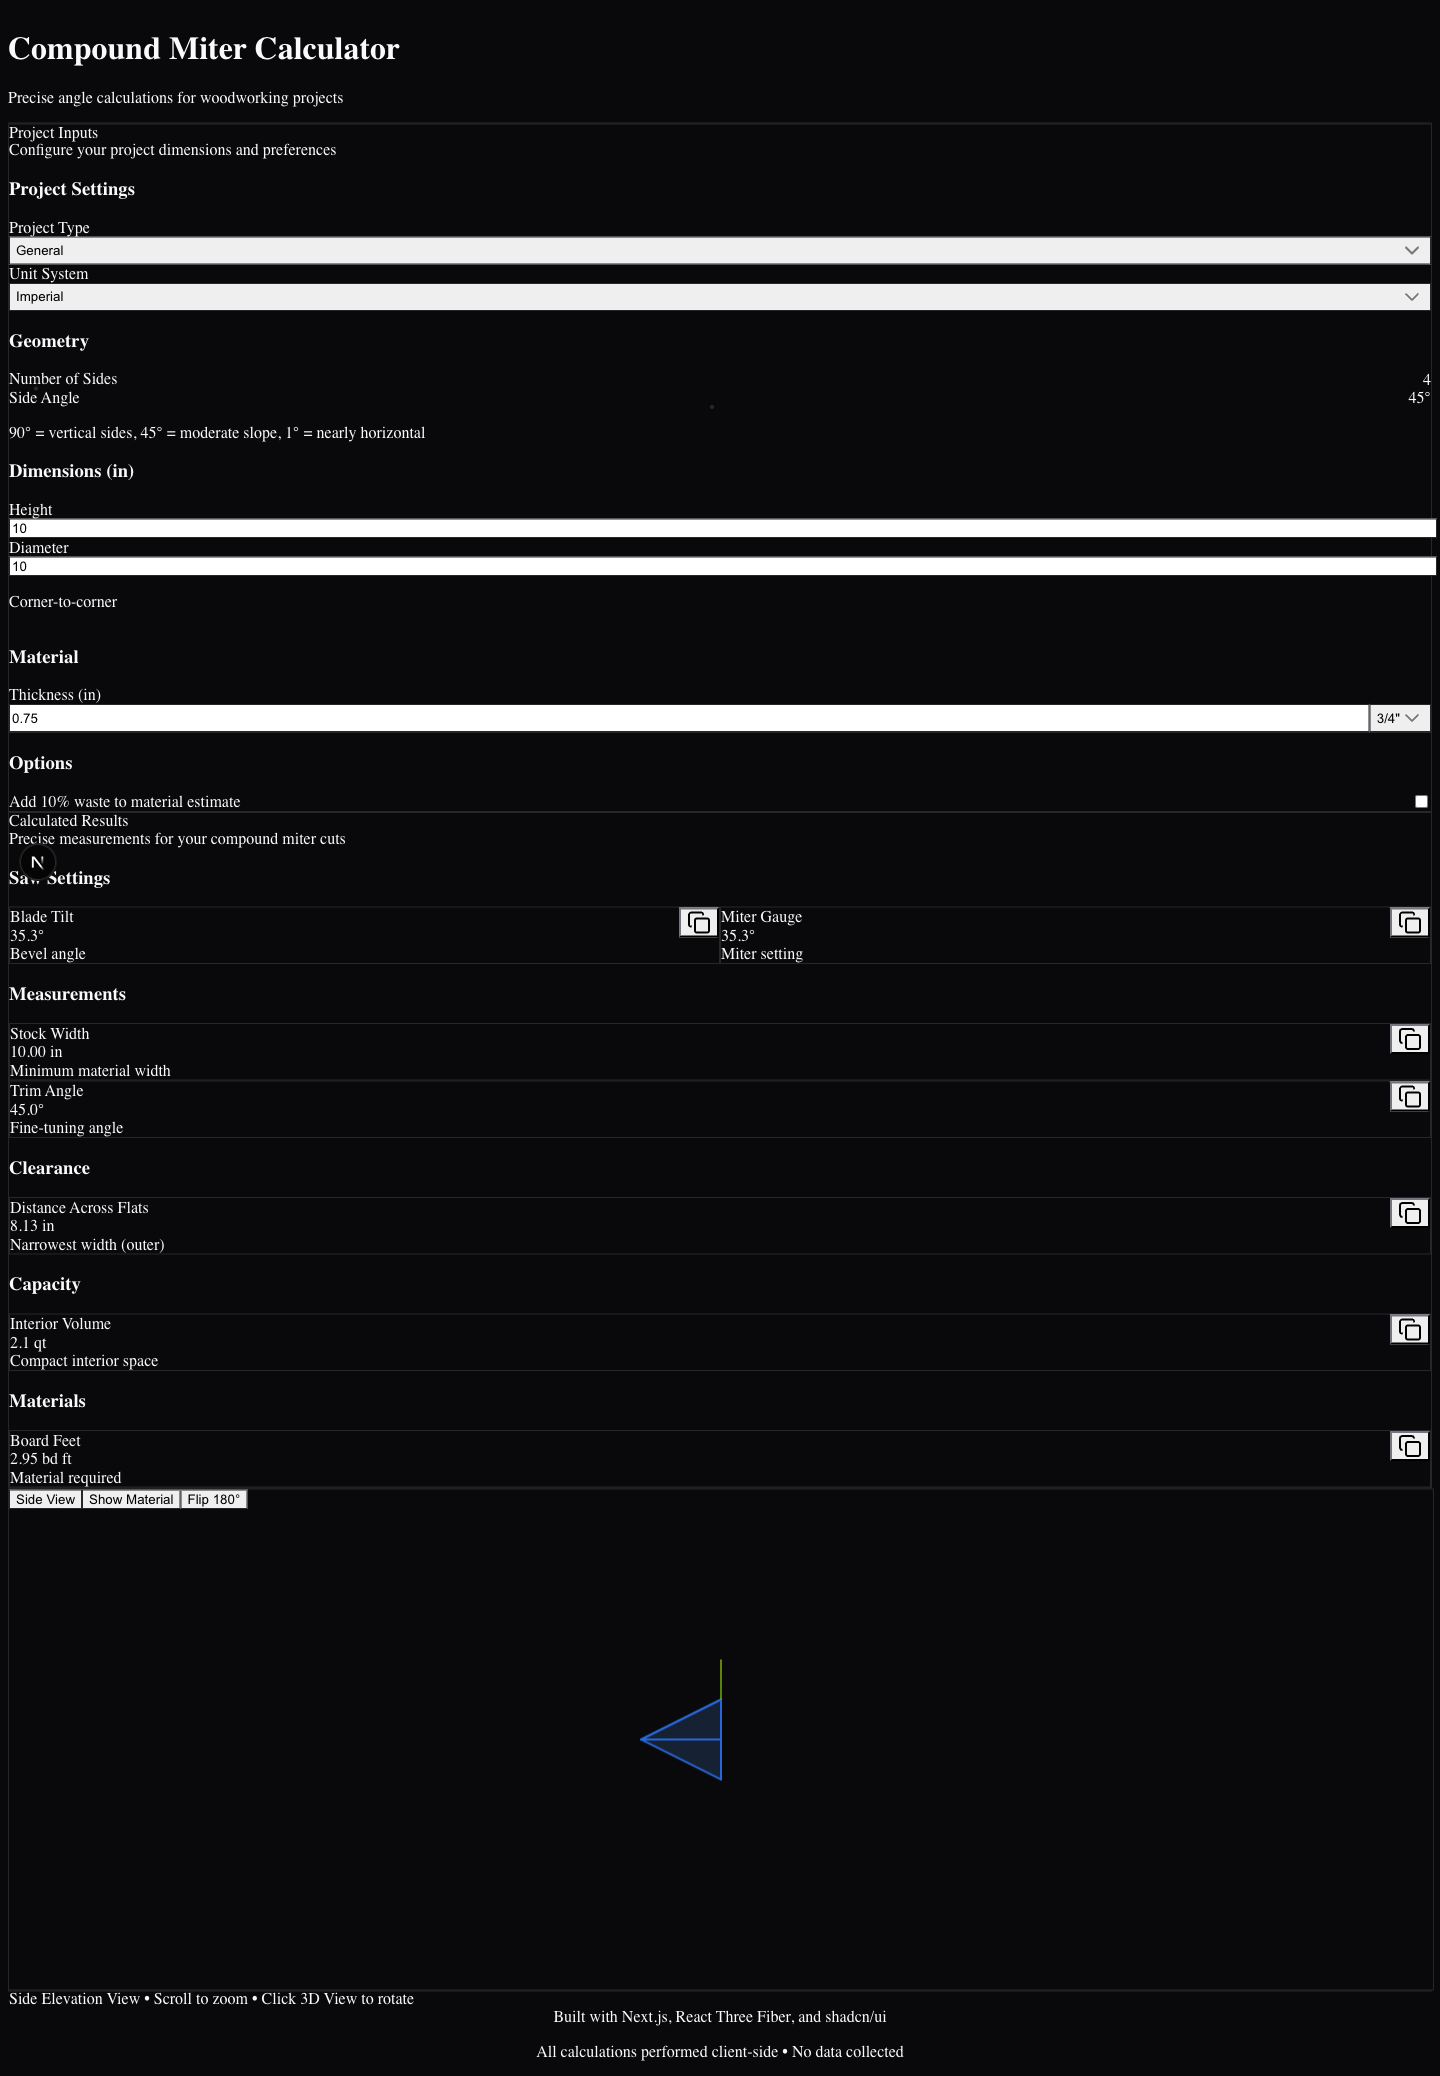 Compound Miter Calculator
Precise angle calculations for woodworking projects
Project Inputs
Configure your project dimensions and preferences
Project Settings
Project Type
General
Unit System
Imperial
Geometry
Number of Sides 4
Side Angle 45°
90° = vertical sides, 45° = moderate slope, 1° = nearly horizontal
Dimensions (in)
Height
10
Diameter
10
Corner-to-corner
Material
Thickness (in)
0.75 3/4"
Options
Add 10% waste to material estimate
Calculated Results
Precise measurements for your compound miter cuts
N
Saw Settings
Blade Tilt Miter Gauge
35.3° 35.3°
Bevel angle Miter setting
Measurements
Stock Width
10.00 in
Minimum material width
Trim Angle
45.0°
Fine-tuning angle
Clearance
Distance Across Flats
8.13 in
Narrowest width (outer)
Capacity
Interior Volume
2.1 qt
Compact interior space
Materials
Board Feet
2.95 bd ft
Material required
Side View Show Material Flip 180°
Side Elevation View • Scroll to zoom • Click 3D View to rotate
Built with Next.js, React Three Fiber, and shadcn/ui
All calculations performed client-side • No data collected